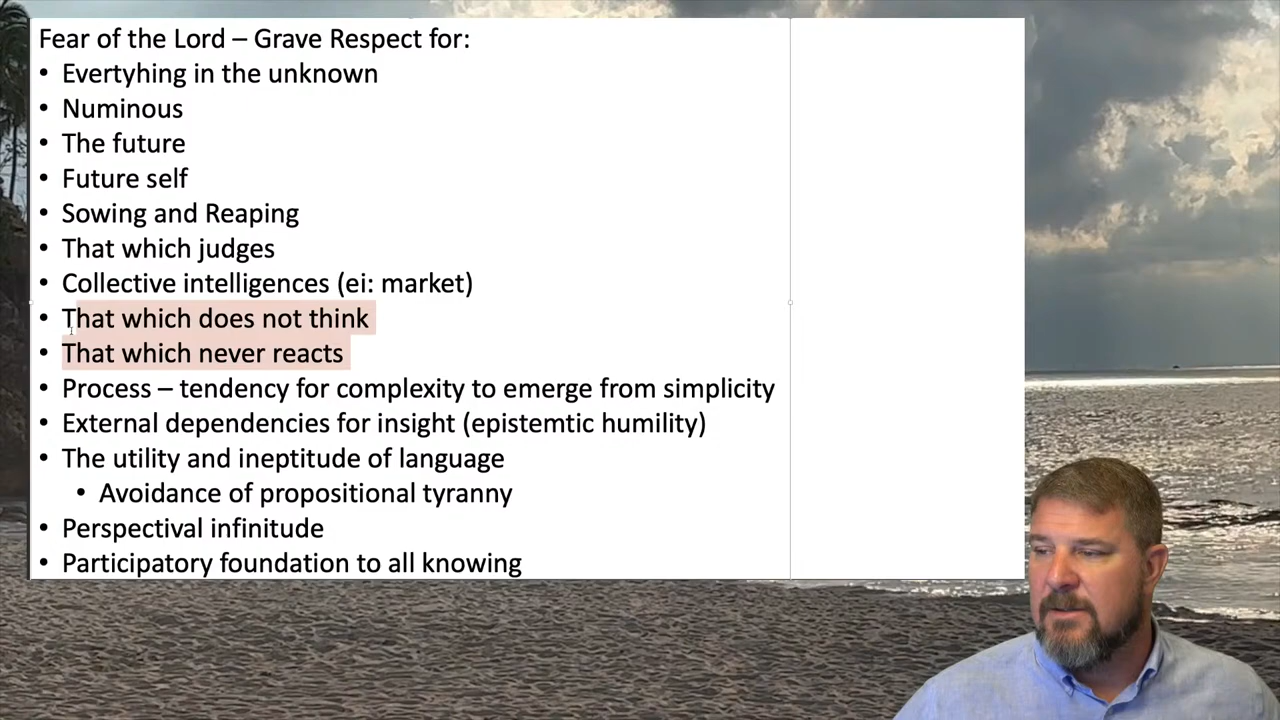 Fear of the Lord – Grave Respect for:
• Evertyhing in the unknown
• Numinous
• The future
• Future self
• Sowing and Reaping
• That which judges
• Collective intelligences (ei: market)
• That which does not think
• That which never reacts
• Process – tendency for complexity to emerge from simplicity
• External dependencies for insight (epistemtic humility)
• The utility and ineptitude of language
• Avoidance of propositional tyranny
• Perspectival infinitude
• Participatory foundation to all knowing